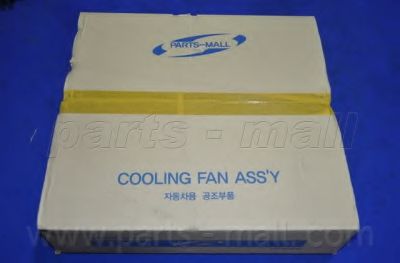 PARTS-MALL
parts - mall
COOLING FAN ASS'Y
자동차용 공조부품
www.parts-mall.com